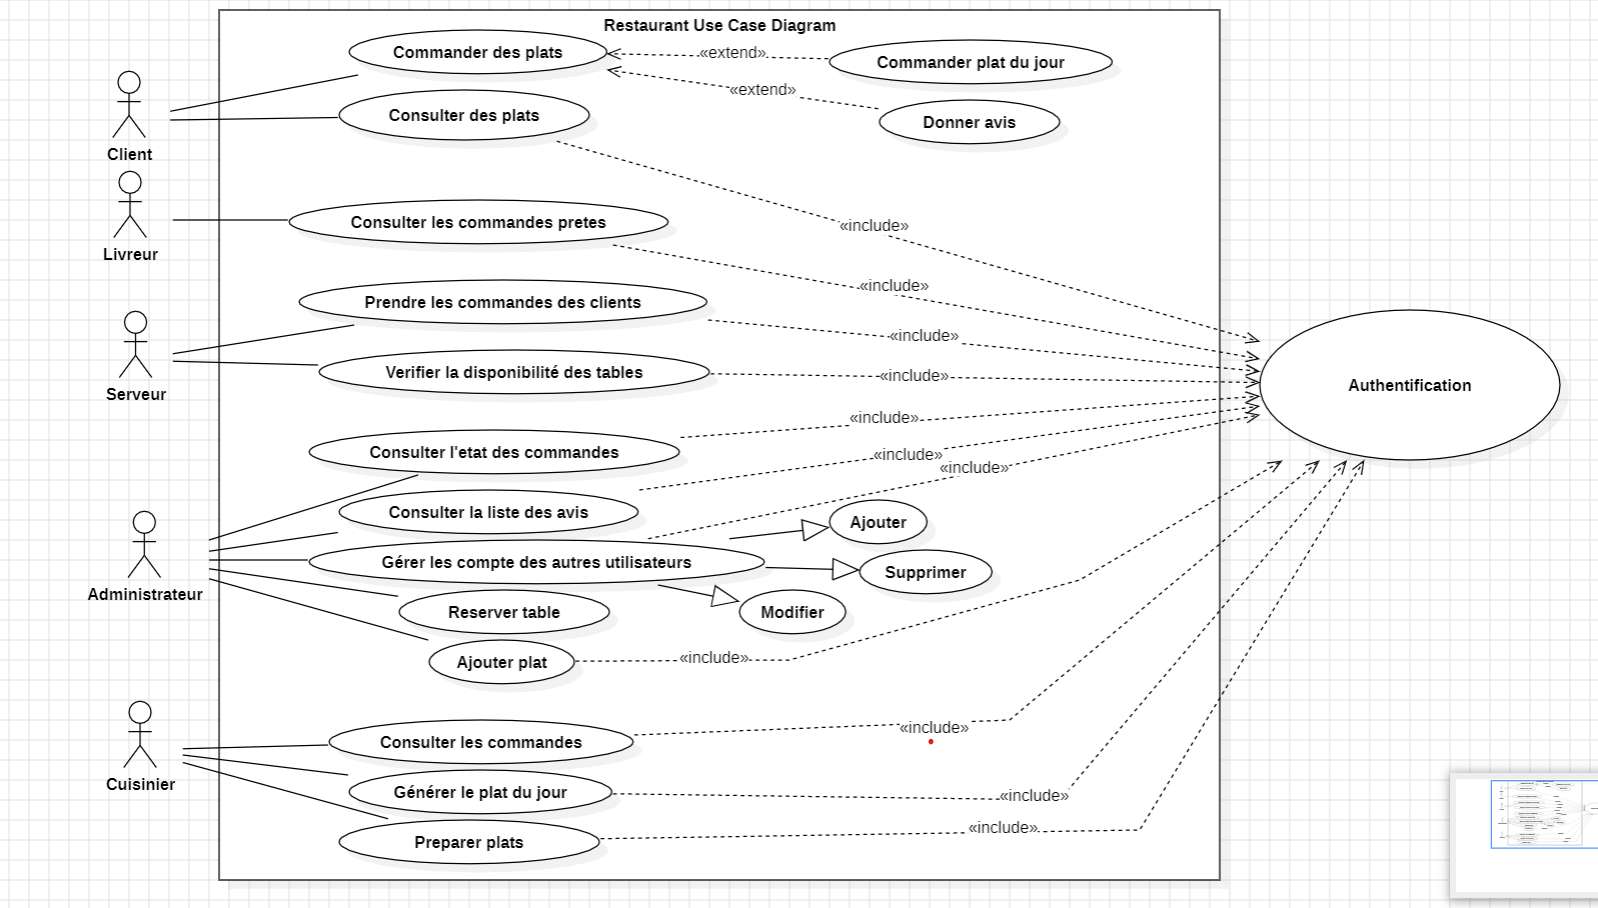 Restaurant Use Case Diagram
Commander des plats
«extend»
Commander plat du jour
«extend»
Consulter des plats
Donner avis
Client
Consulter les commandes pretes
«include»
Livreur
«include»
Prendre les commandes des clients
«include»
Verifier la disponibilité des tables
«include»
Serveur
Authentification
«include»
Consulter l'etat des commandes
«include»
«include»
Consulter la liste des avis
Ajouter
Gérer les compte des autres utilisateurs
Supprimer
Administrateur
Reserver table
Modifier
Ajouter plat
«include»
Consulter les commandes
«include»
Cuisinier
Générer le plat du jour
«include»
Preparer plats
«include»